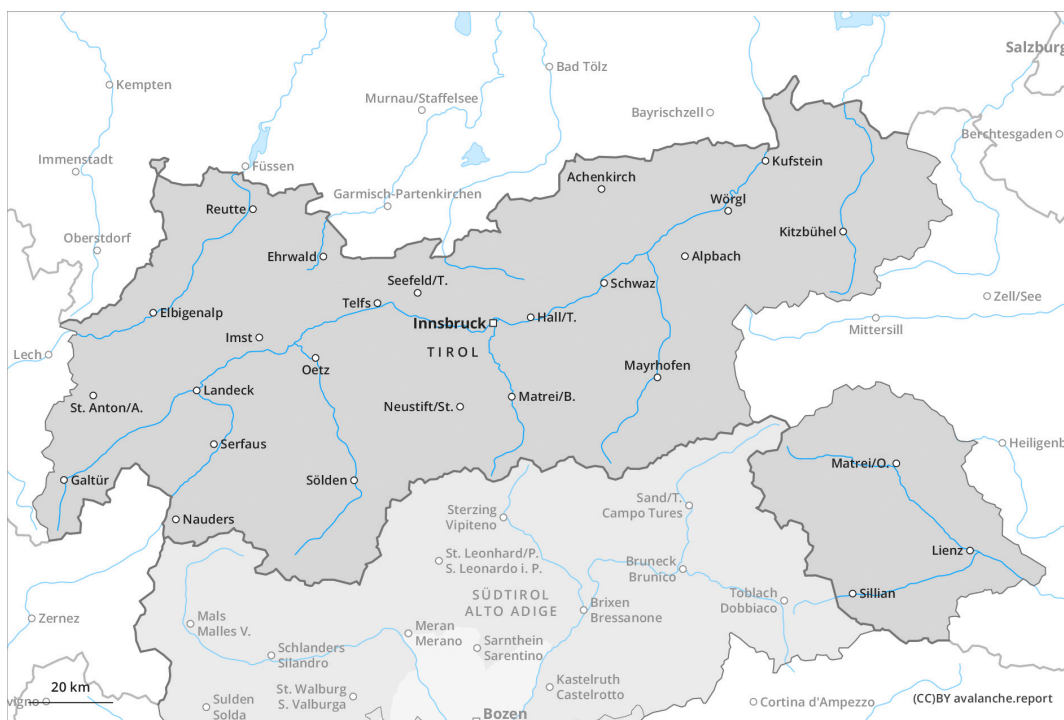 Salzburg
Kempten
Bad Tölz
Murnau/Staffelsee
Bayrischzell
Berchtesgaden
Immenstadt
Füssen
Kufstein
Achenkirch
Garmisch-Partenkirchen
Reutte
Wörgl
Oberstdorf
Kitzbühel
Ehrwald
Alpbach
Seefeld/T.
Schwaz
Zell/See
Telfs
Elbigenalp
Hall/T.
Innsbruck
Mittersill
Imst
TIROL
Lech
Oetz
Mayrhofen
Landeck
St. Anton/A.
Neustift/St.
Matrei/B.
Serfaus
Heiligenb
Matrei/O.
Galtür
Sölden
Sand/T.
Campo Tures
Nauders
Sterzing
Vipiteno
Lienz
St. Leonhard/P.
S. Leonardo i. P.
Bruneck
Brunico
SÜDTIROL
ALTO ADIGE
Sillian
Toblach
Dobbiaco
Brixen
Bressanone
Zernez
Mals
Malles V.
Meran
Merano
Sarnthein
Sarentino
Schlanders
Silandro
Kastelruth
Castelrotto
20 km
vigno
St. Walburg
S. Valburga
Sulden
Solda
Cortina d'Ampezzo
(CC)BY avalanche.report
Bozen